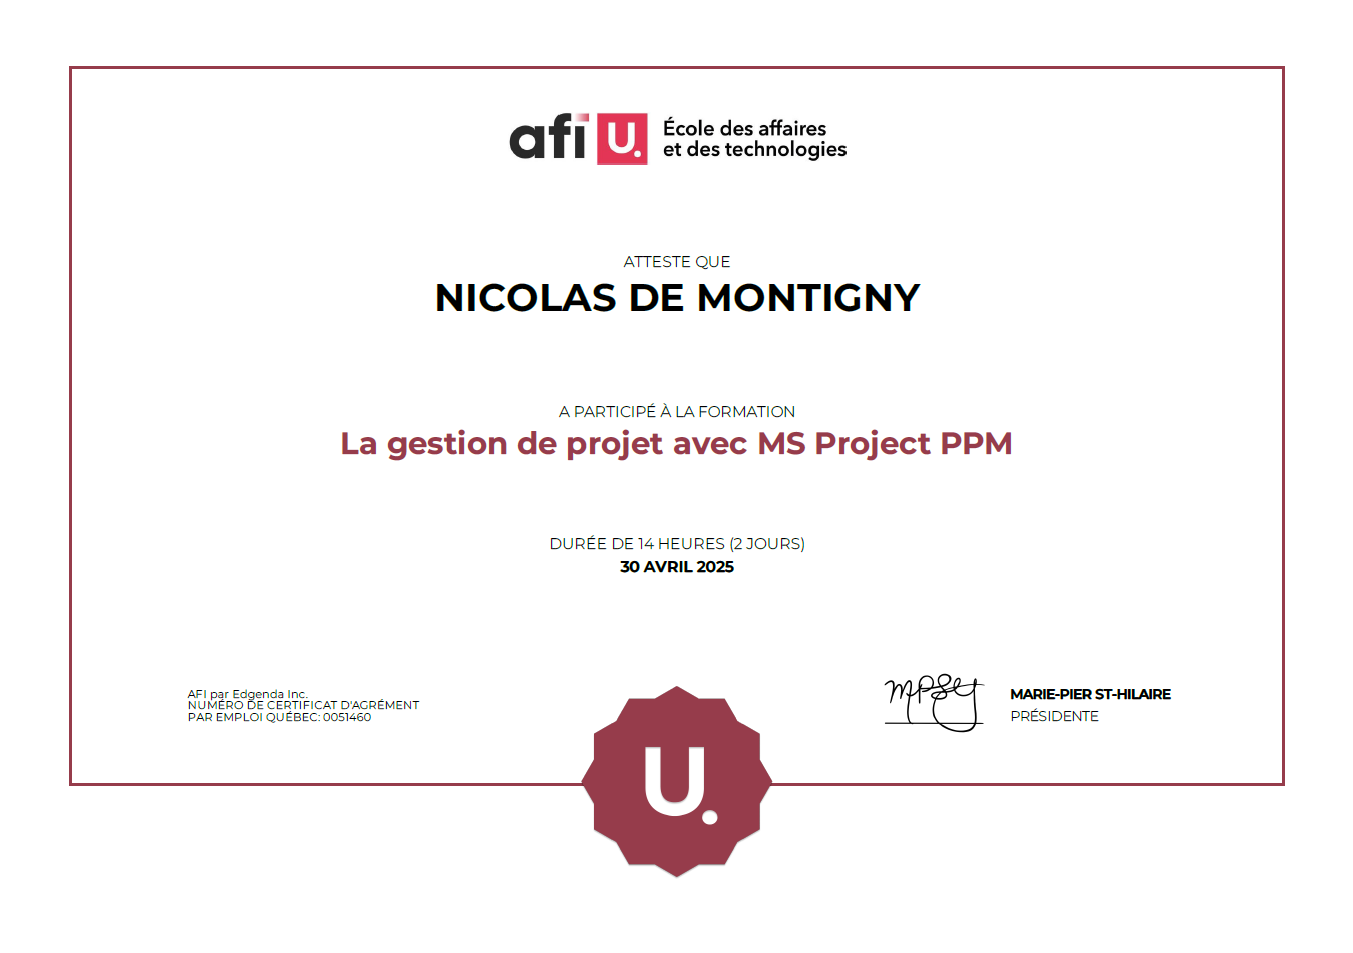 afi U. École des affaires
et des technologies
ATTESTE QUE
NICOLAS DE MONTIGNY
A PARTICIPÉ À LA FORMATION
La gestion de projet avec MS Project PPM
DURÉE DE 14 HEURES (2 JOURS)
30 AVRIL 2025
AFI par Edgenda Inc.
NUMÉRO DE CERTIFICAT D'AGRÉMENT
PAR EMPLOI QUÉBEC: 0051460
MARIE-PIER ST-HILAIRE
PRÉSIDENTE
U.